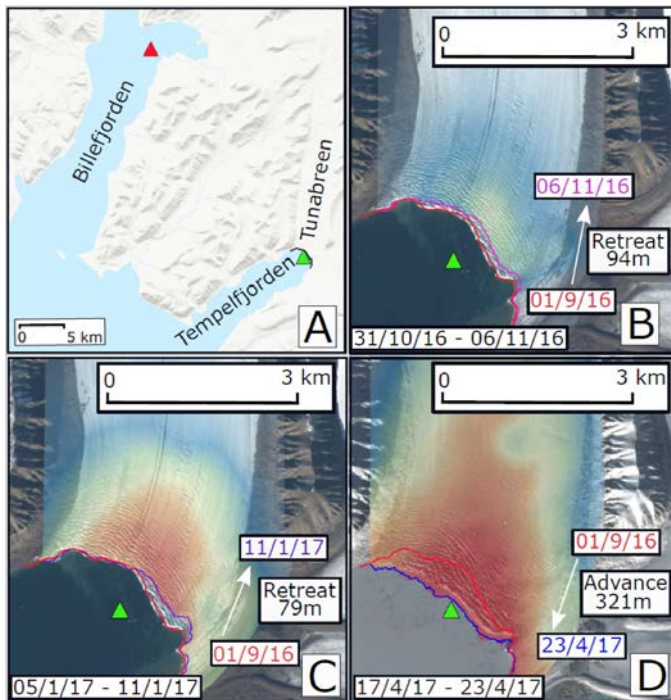 Billefjorden
Tunabreen
Tempelfjorden
0
5 km
A
0
3 km
06/11/16
Retreat
94m
01/9/16
31/10/16 - 06/11/16
B
0
3 km
11/1/17
Retreat
79m
01/9/16
05/1/17 - 11/1/17
C
0
3 km
01/9/16
Advance
321m
23/4/17
17/4/17 - 23/4/17
D